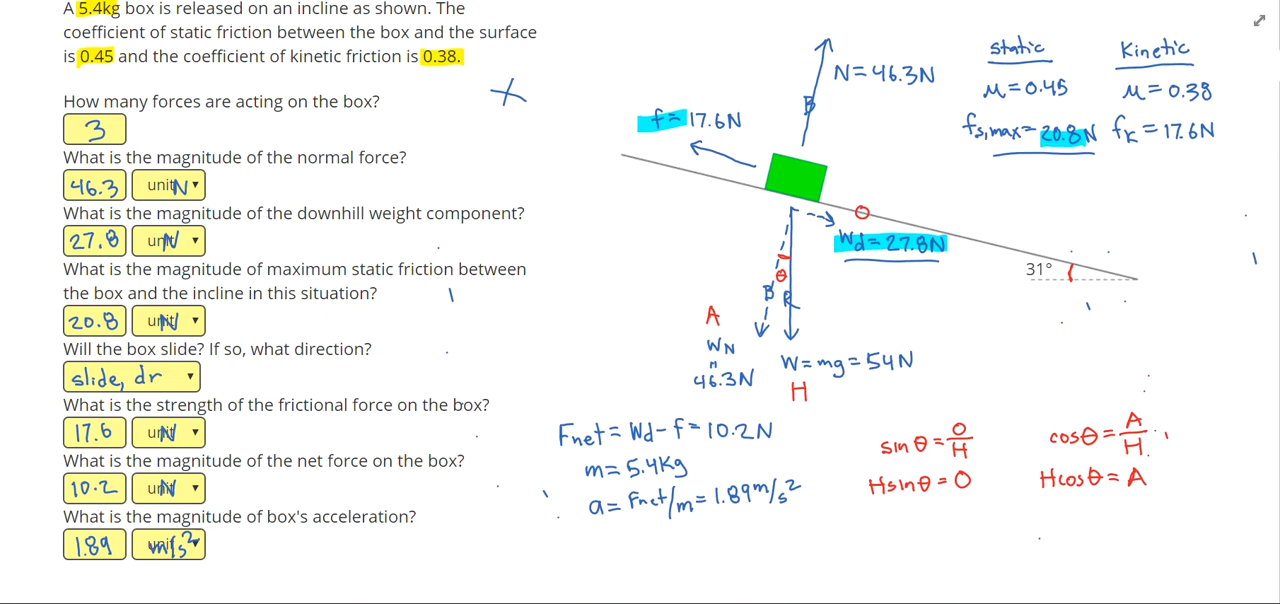 A 5.4kg box is released on an incline as shown. The
coefficient of static friction between the box and the surface
is 0.45 and the coefficient of kinetic friction is 0.38.
How many forces are acting on the box?
3
What is the magnitude of the normal force?
46.3 unit N
What is the magnitude of the downhill weight component?
27.8 unit N
What is the magnitude of maximum static friction between
the box and the incline in this situation?
20.8 unit N
Will the box slide? If so, what direction?
slide, dr
What is the strength of the frictional force on the box?
17.6 unit N
What is the magnitude of the net force on the box?
10.2 unit N
What is the magnitude of box's acceleration?
1.89 unit m/s²
N=46.3N
B
f=17.6N
Wd=27.8N
O
31°
θ
B
R
A
WN
"
46.3N
W=mg=54N
H
Static
μ=0.45
fs,max=20.8N
Kinetic
μ=0.38
fk=17.6N
Fnet=Wd-f=10.2N
m=5.4kg
a=Fnet/m=1.89m/s²
sinθ=O/H
Hsinθ=O
cosθ=A/H
Hcosθ=A